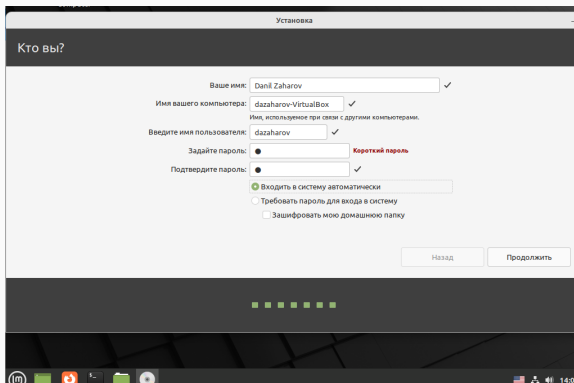 Установка
Кто вы?
Ваше имя: Danil Zaharov
Имя вашего компьютера: dazaharov-VirtualBox
Имя, используемое при связи с другими компьютерами.
Введите имя пользователя: dazaharov
Задайте пароль: ● Короткий пароль
Подтвердите пароль: ●
Входить в систему автоматически
Требовать пароль для входа в систему
Зашифровать мою домашнюю папку
Назад Продолжить